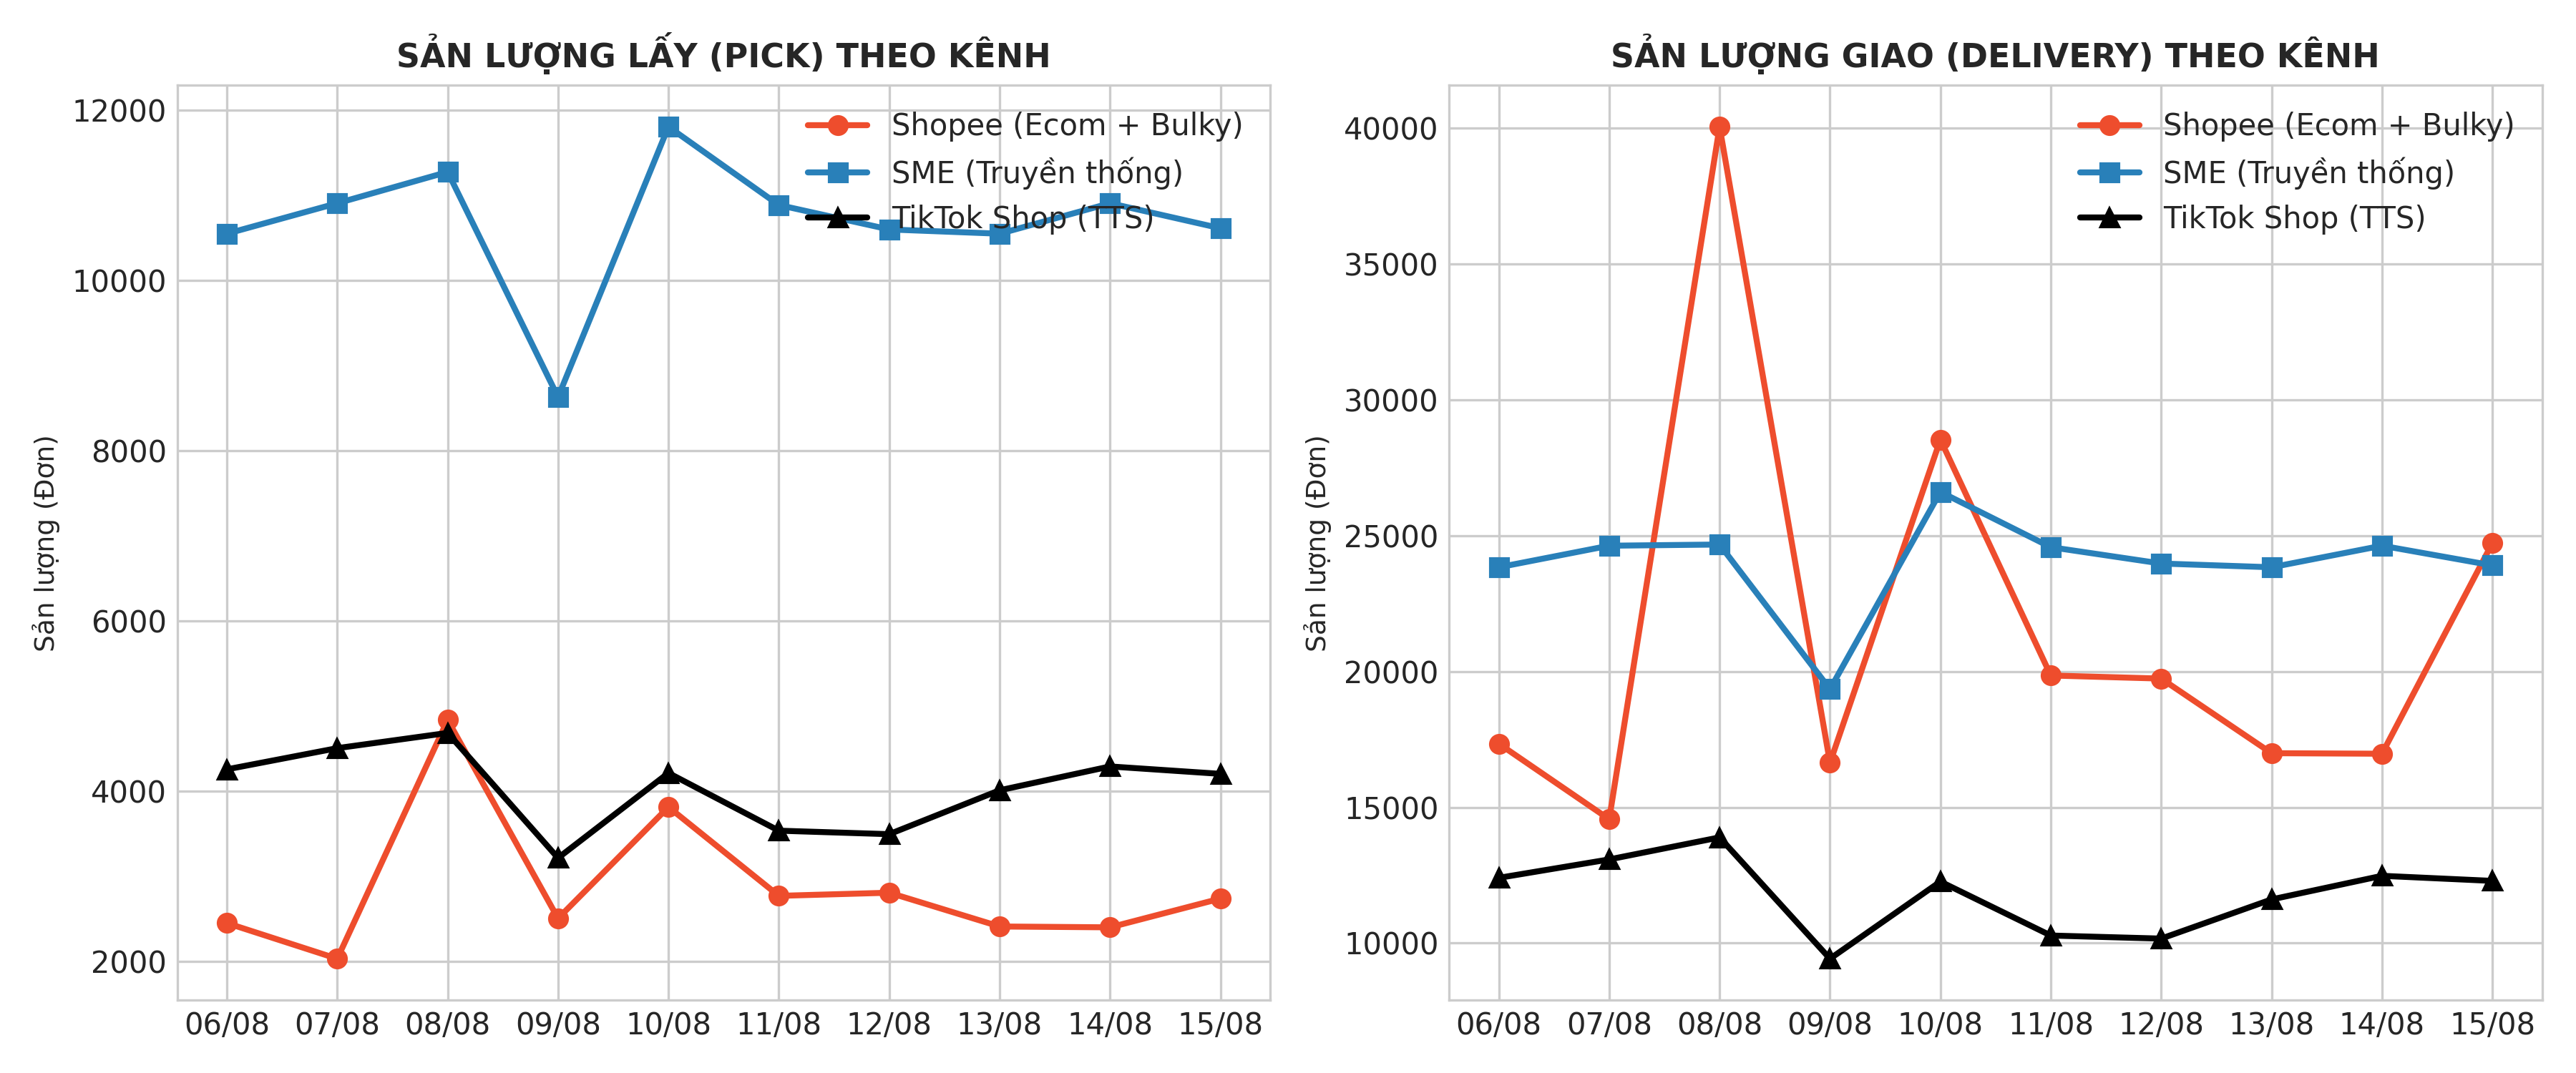 SẢN LƯỢNG LẤY (PICK) THEO KÊNH
Sản lượng (Đơn)
12000
10000
8000
6000
4000
2000
Shopee (Ecom + Bulky)
SME (Truyền thống)
TikTok Shop (TTS)
06/08 07/08 08/08 09/08 10/08 11/08 12/08 13/08 14/08 15/08
SẢN LƯỢNG GIAO (DELIVERY) THEO KÊNH
Sản lượng (Đơn)
40000
35000
30000
25000
20000
15000
10000
Shopee (Ecom + Bulky)
SME (Truyền thống)
TikTok Shop (TTS)
06/08 07/08 08/08 09/08 10/08 11/08 12/08 13/08 14/08 15/08